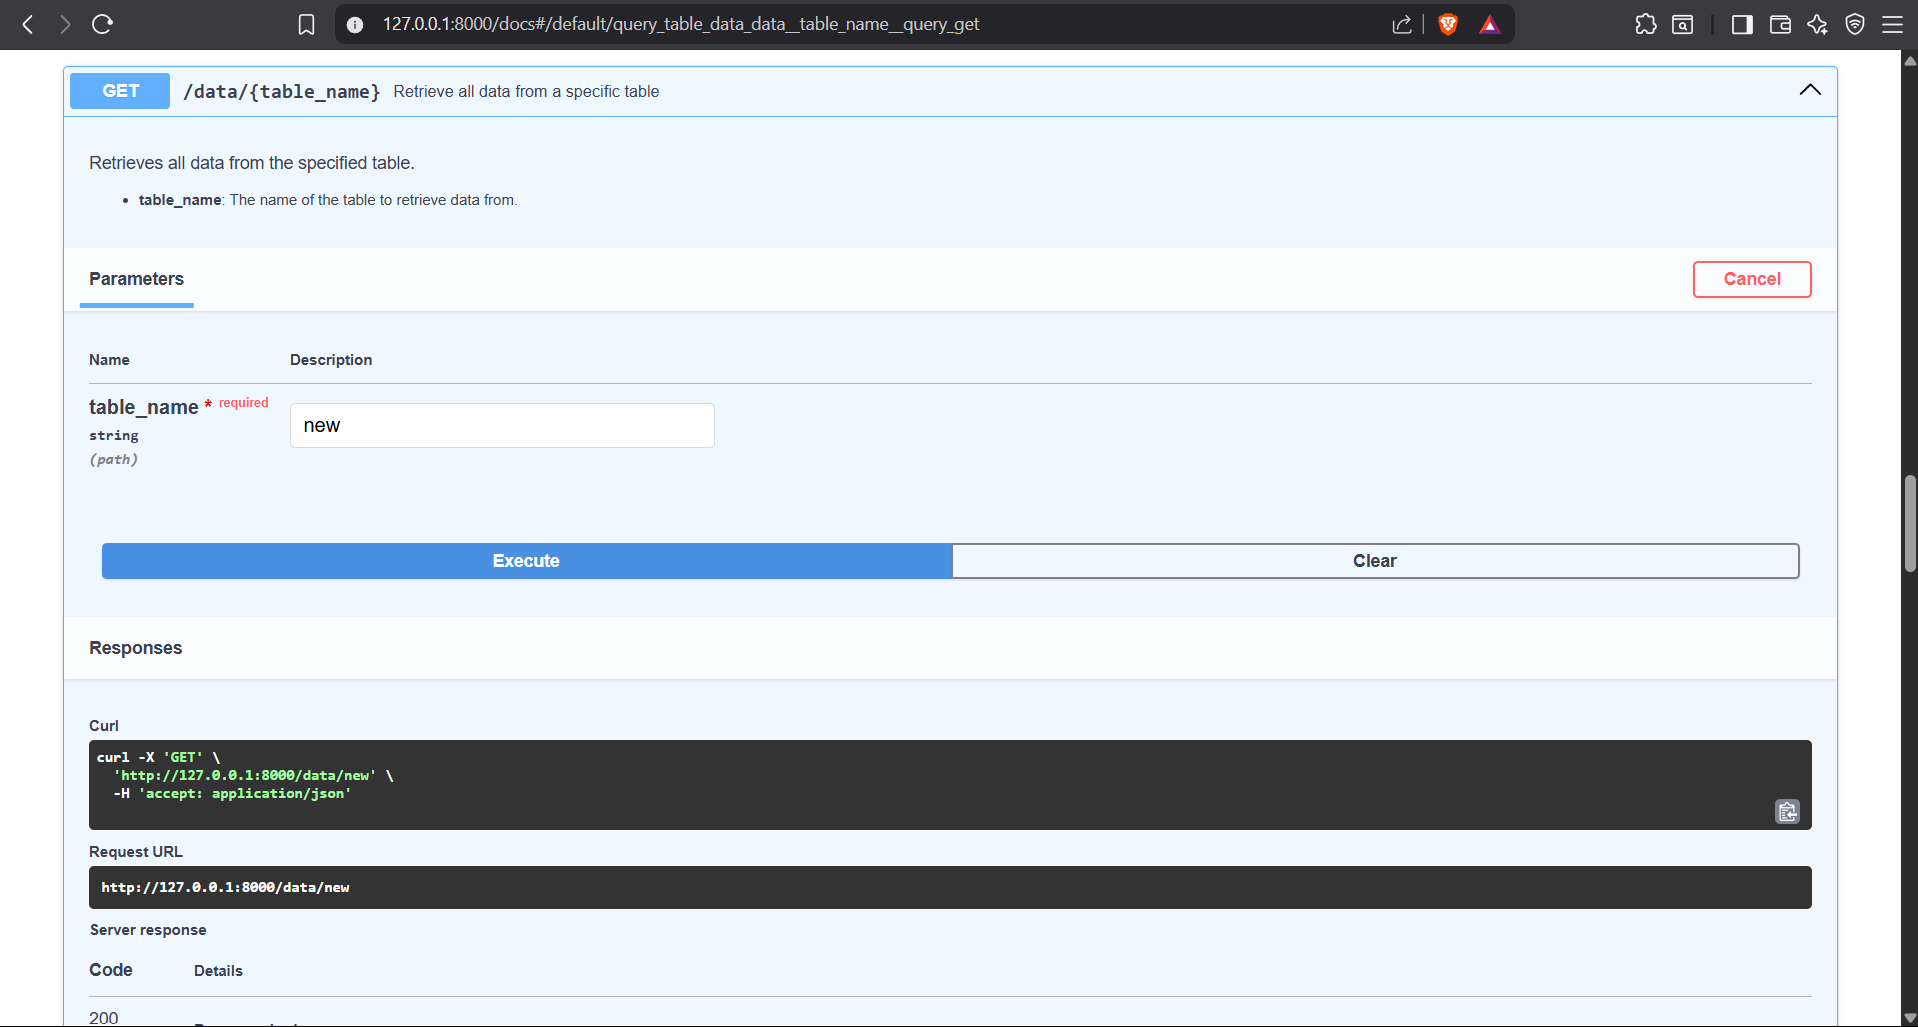 127.0.0.1:8000/docs#/default/query_table_data_data__table_name__query_get
GET /data/{table_name} Retrieve all data from a specific table
Retrieves all data from the specified table.
• table_name: The name of the table to retrieve data from.
Parameters
Cancel
Name Description
table_name * required
string
(path)
new
Execute
Clear
Responses
Curl
curl -X 'GET' \
'http://127.0.0.1:8000/data/new' \
-H 'accept: application/json'
Request URL
http://127.0.0.1:8000/data/new
Server response
Code Details
200